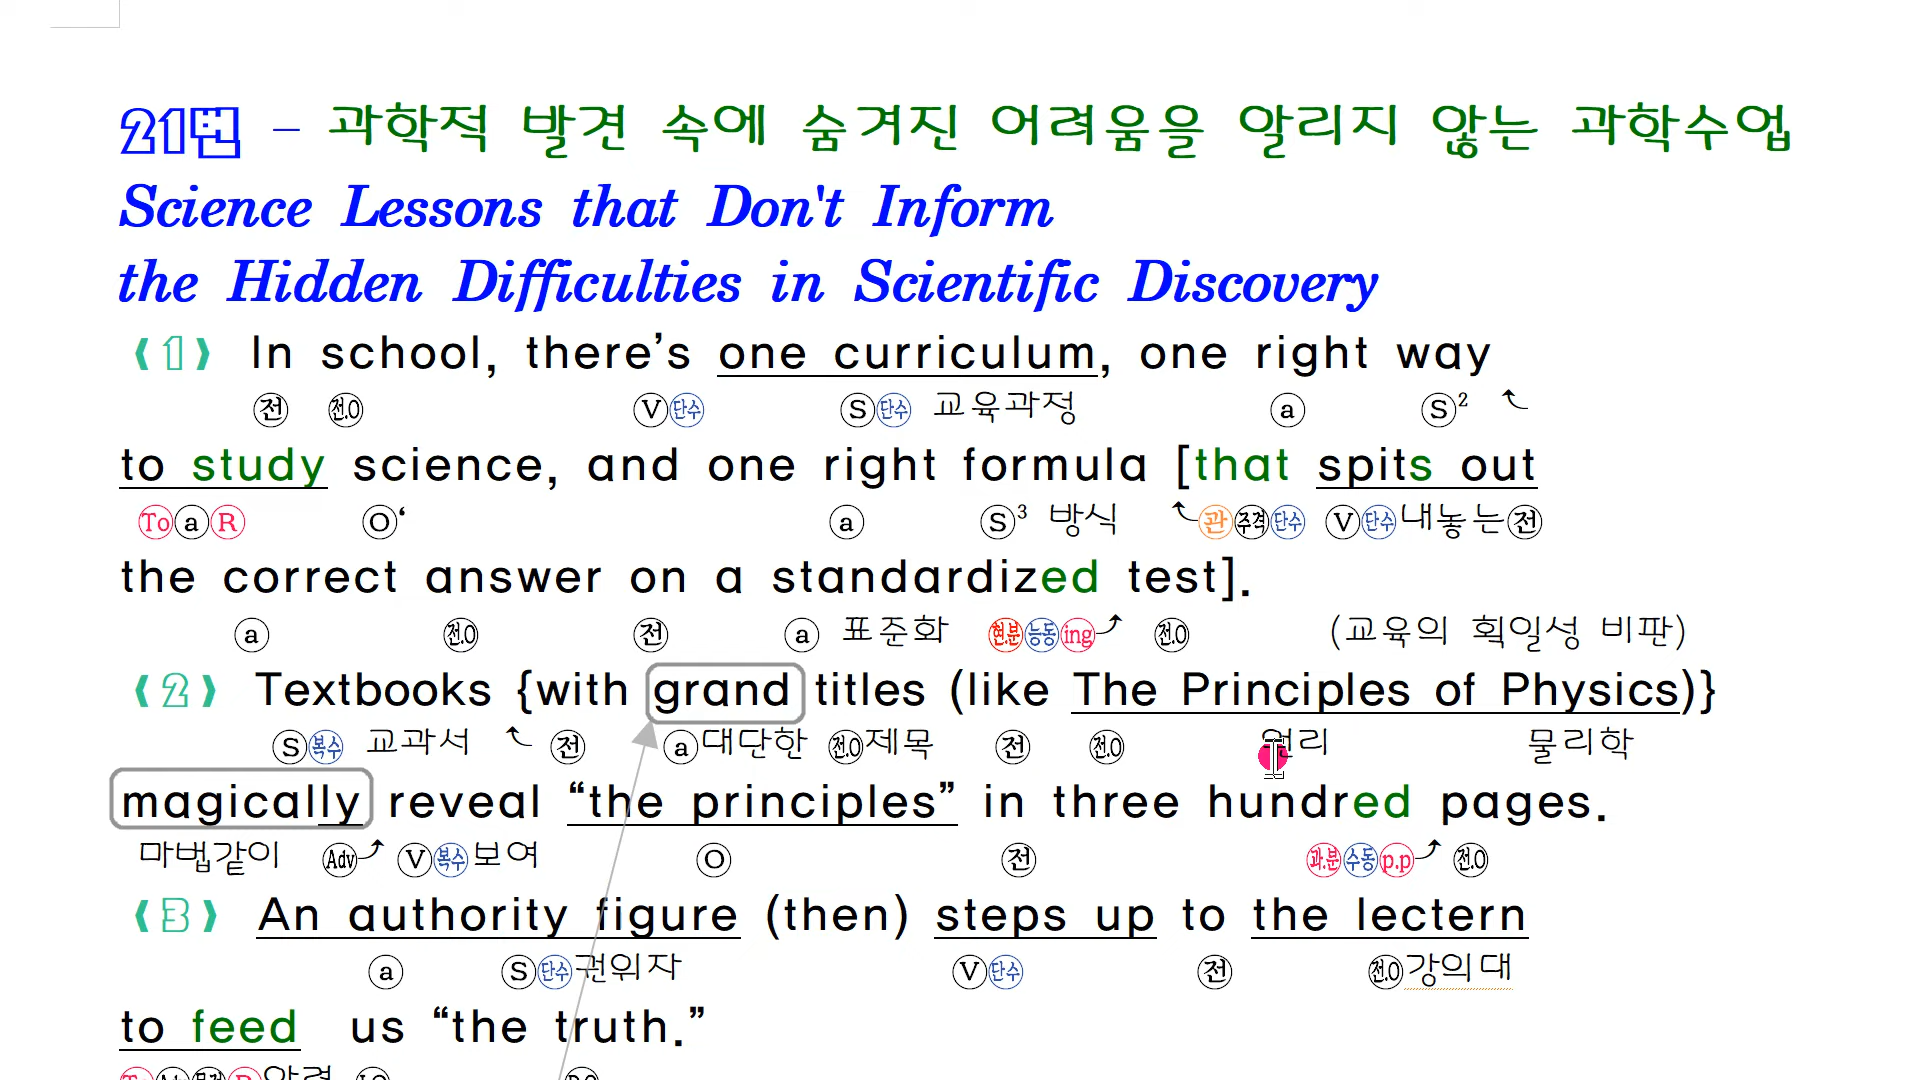 21번 – 과학적 발견 속에 숨겨진 어려움을 알리지 않는 과학수업
Science Lessons that Don't Inform
the Hidden Difficulties in Scientific Discovery
❪1❫ In school, there’s one curriculum, one right way
전 전.O V 단수 S 단수 교육과정 a S²
to study science, and one right formula [that spits out
To a R O‘ a S³ 방식 관 주격 단수 V 단수 내놓는 전
the correct answer on a standardized test].
a 전.O 전 a 표준화 현.분 능동 ing 전.O (교육의 획일성 비판)
❪2❫ Textbooks {with grand titles (like The Principles of Physics)}
S 복수 교과서 전 a 대단한 전.O 제목 전 전.O 원리 물리학
magically reveal “the principles” in three hundred pages.
마법같이 Adv V 복수 보여 O 전 과.분 수동 p.p 전.O
❪3❫ An authority figure (then) steps up to the lectern
a S 단수 권위자 V 단수 전 전.O 강의대
to feed us “the truth.”